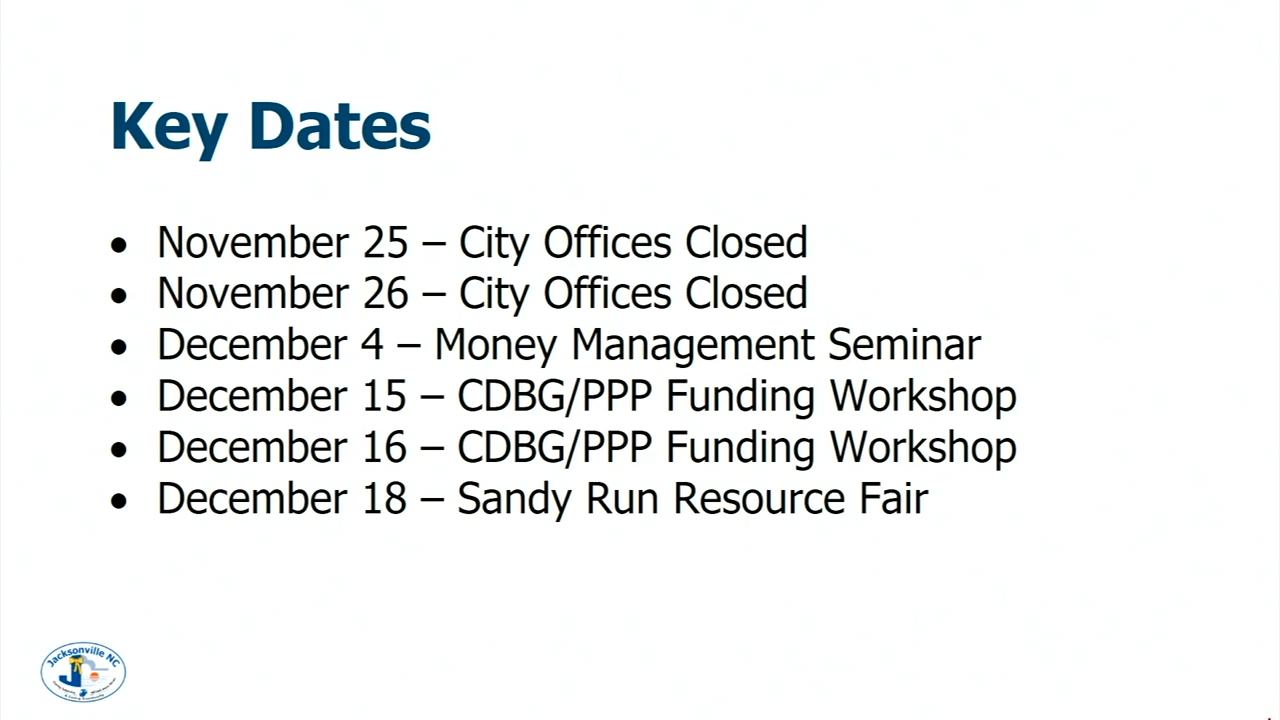 Key Dates
• November 25 – City Offices Closed
• November 26 – City Offices Closed
• December 4 – Money Management Seminar
• December 15 – CDBG/PPP Funding Workshop
• December 16 – CDBG/PPP Funding Workshop
• December 18 – Sandy Run Resource Fair
Jacksonville NC